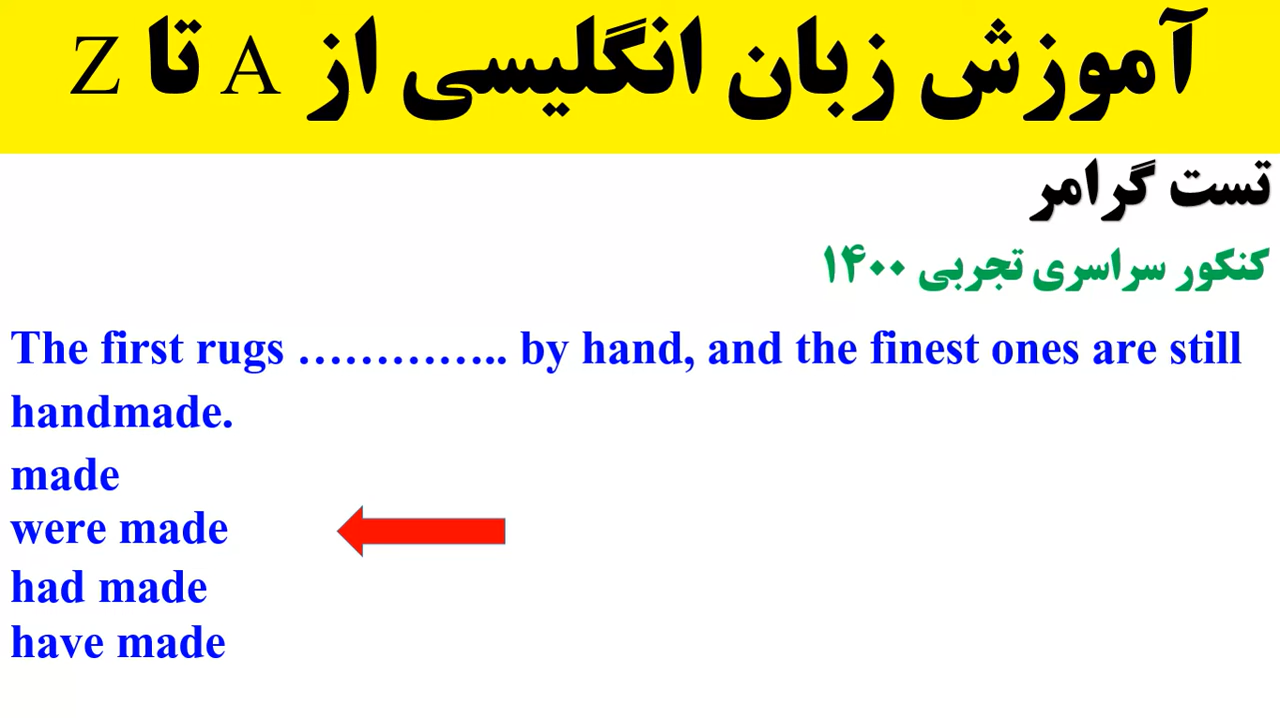 آموزش زبان انگلیسی از A تا Z
تست گرامر
کنکور سراسری تجربی ۱۴۰۰
The first rugs ………….. by hand, and the finest ones are still
handmade.
made
were made
had made
have made